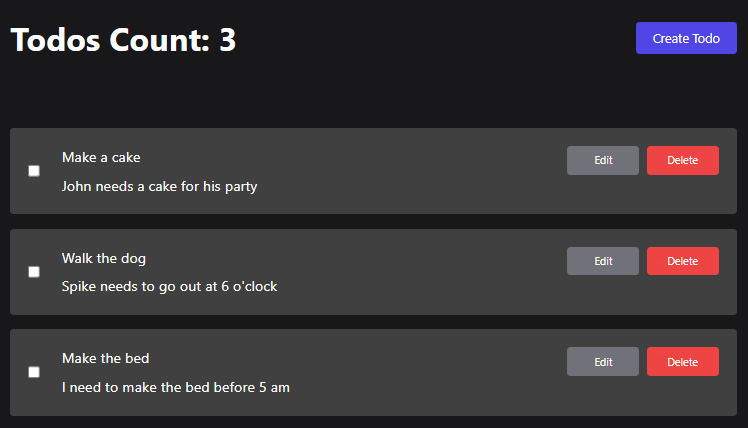 Todos Count: 3
Create Todo
Make a cake
Edit
Delete
John needs a cake for his party
Walk the dog
Edit
Delete
Spike needs to go out at 6 o'clock
Make the bed
Edit
Delete
I need to make the bed before 5 am